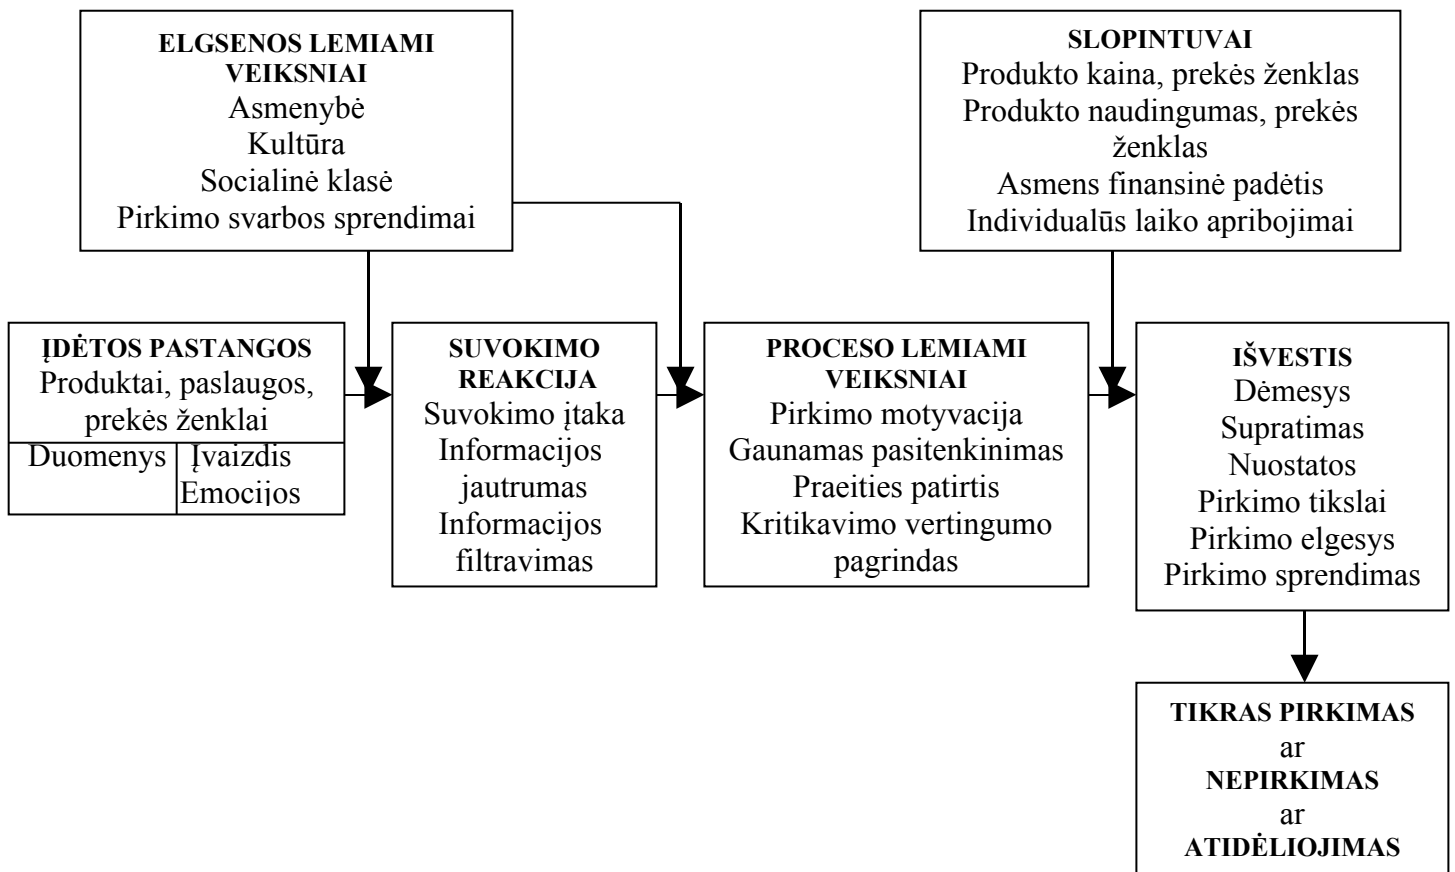 ELGSENOS LEMIAMI
VEIKSNIAI
Asmenybė
Kultūra
Socialinė klasė
Pirkimo svarbos sprendimai
SLOPINTUVAI
Produkto kaina, prekės ženklas
Produkto naudingumas, prekės
ženklas
Asmens finansinė padėtis
Individualūs laiko apribojimai
ĮDĖTOS PASTANGOS
Produktai, paslaugos,
prekės ženklai
Duomenys
Įvaizdis
Emocijos
SUVOKIMO
REAKCIJA
Suvokimo įtaka
Informacijos
jautrumas
Informacijos
filtravimas
PROCESO LEMIAMI
VEIKSNIAI
Pirkimo motyvacija
Gaunamas pasitenkinimas
Praeities patirtis
Kritikavimo vertingumo
pagrindas
IŠVESTIS
Dėmesys
Supratimas
Nuostatos
Pirkimo tikslai
Pirkimo elgesys
Pirkimo sprendimas
TIKRAS PIRKIMAS
ar
NEPIRKIMAS
ar
ATIDĖLIOJIMAS